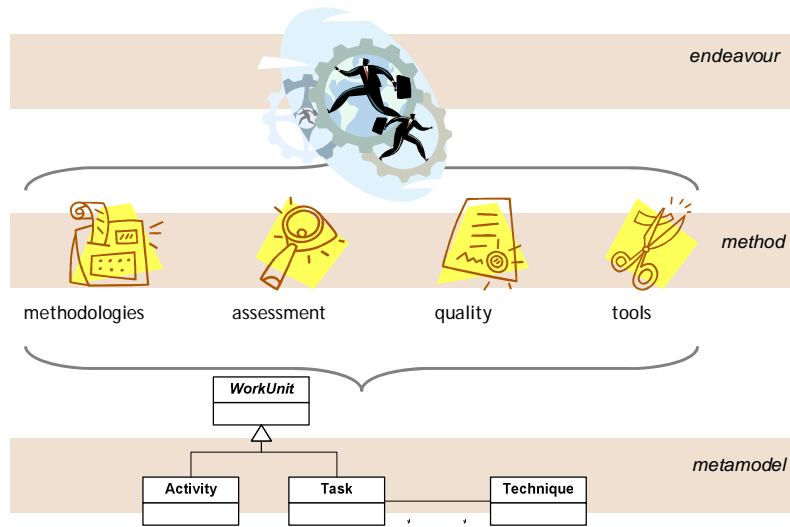 endeavour
method
methodologies
assessment
quality
tools
WorkUnit
metamodel
Activity
Task
Technique
* *